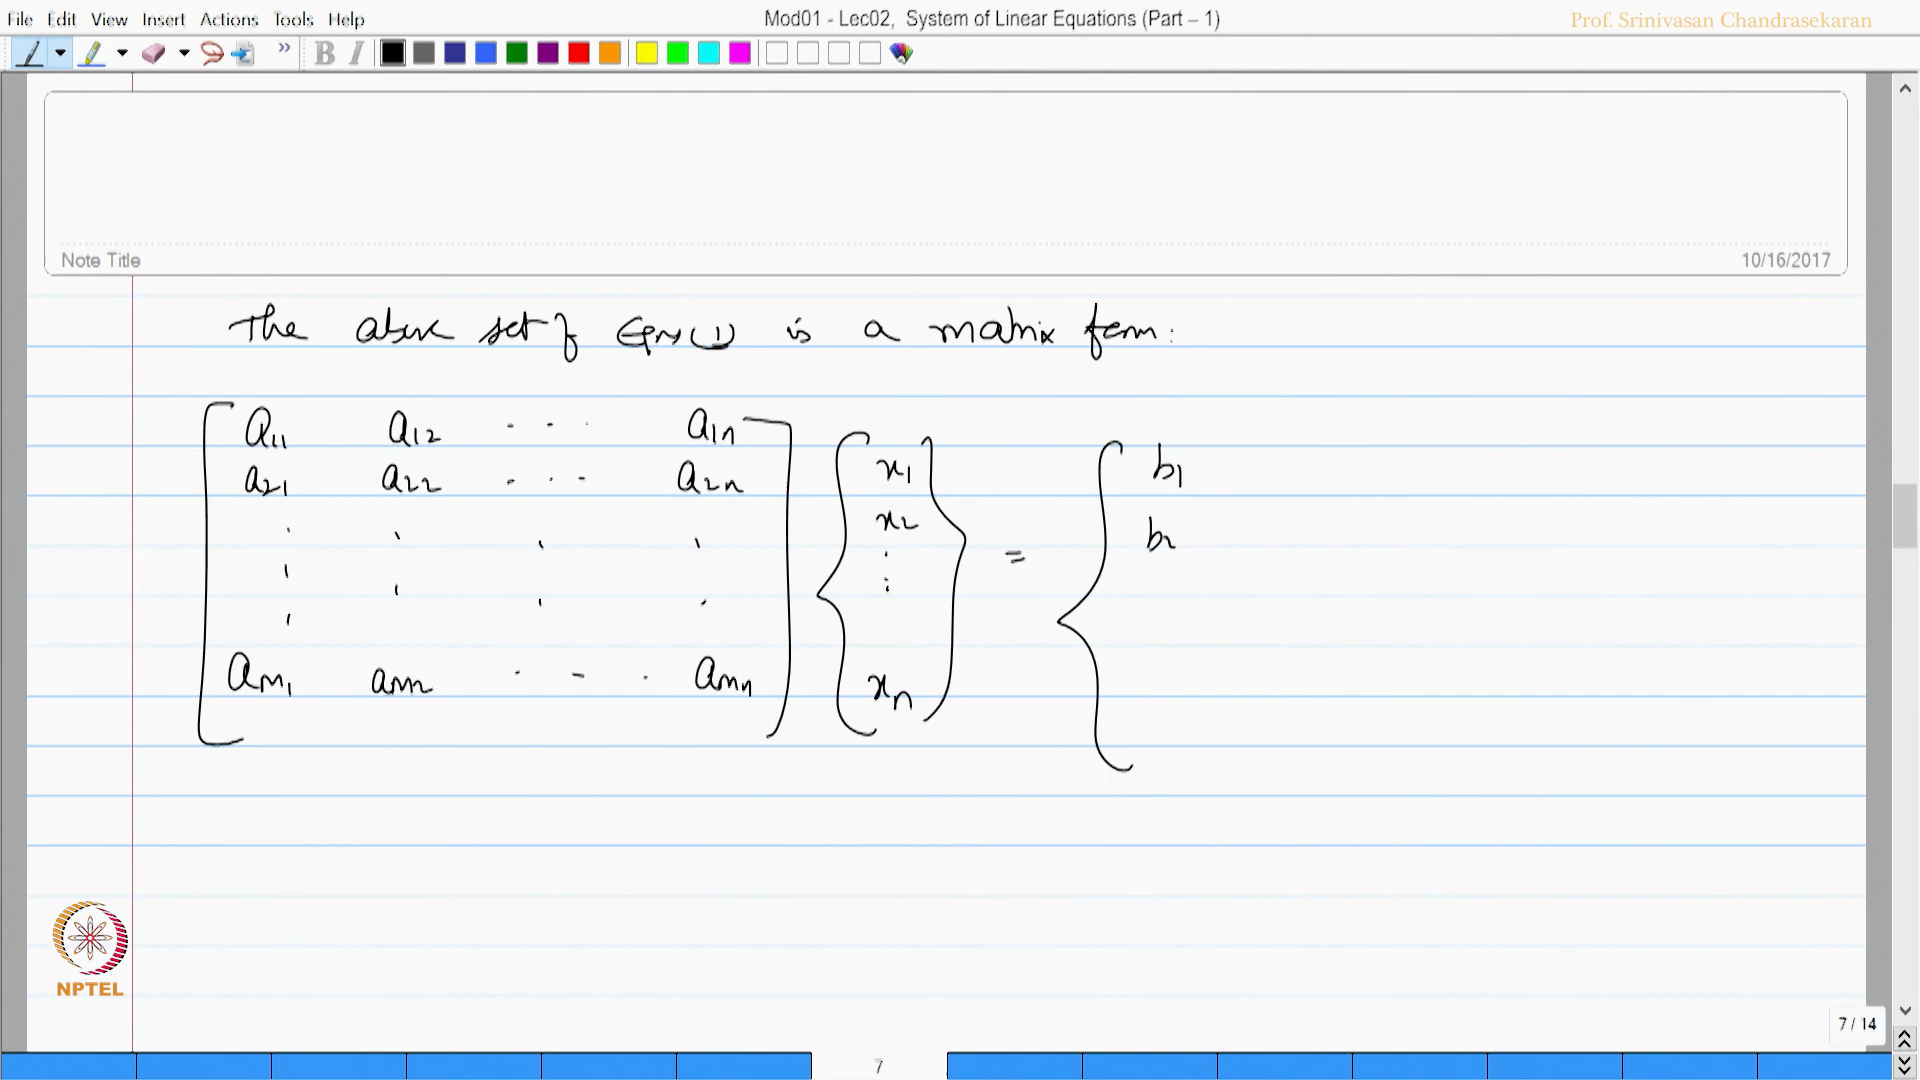 File Edit View Insert Actions Tools Help
Mod01 - Lec02, System of Linear Equations (Part – 1)
Prof. Srinivasan Chandrasekaran
B I
Note Title
10/16/2017
The above set of Eqns (1) is a matrix form:
a11 a12 . . . a1n
a21 a22 . . . a2n
am1 am2 . . . amn
x1
x2
:
xn
=
b1
b2
NPTEL
7 / 14
7